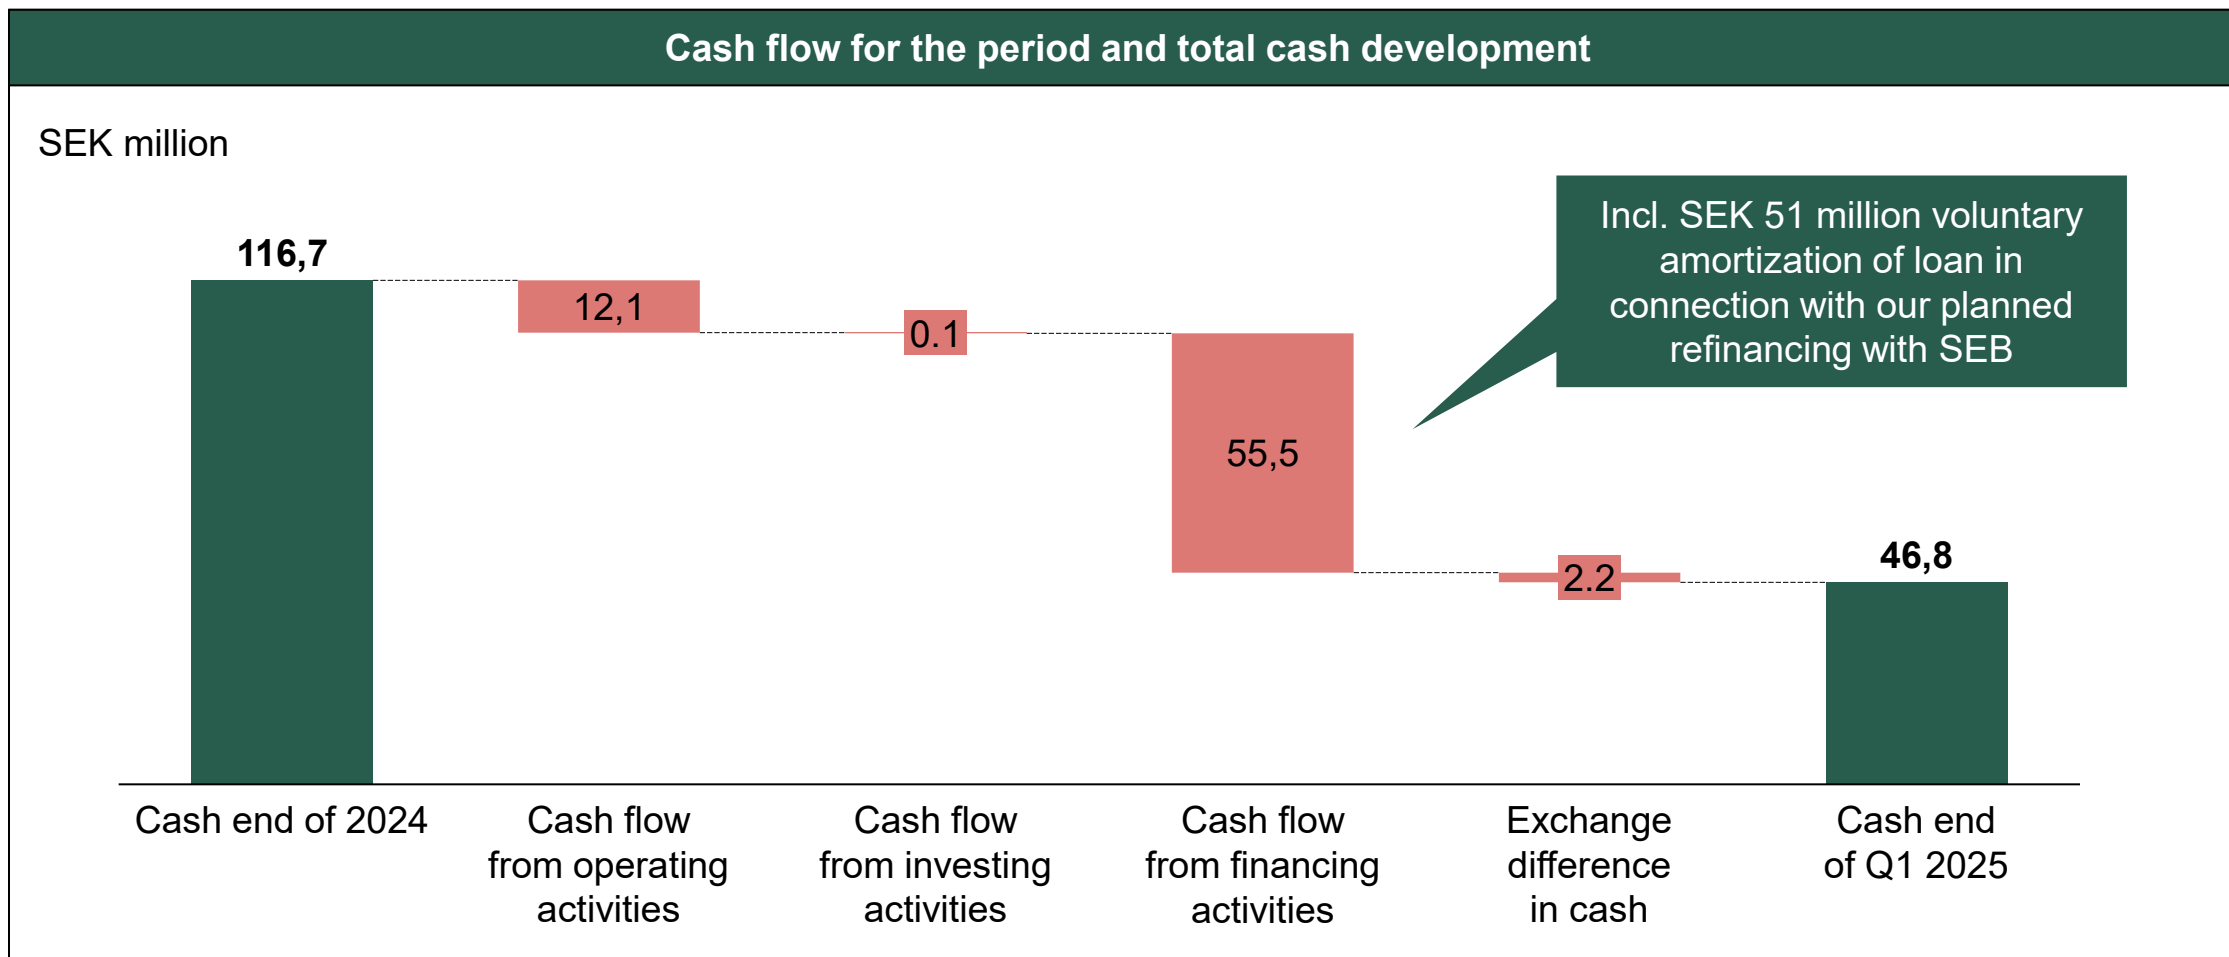 Cash flow for the period and total cash development
SEK million
Incl. SEK 51 million voluntary
amortization of loan in
connection with our planned
refinancing with SEB
116,7
12,1
0.1
55,5
2.2
46,8
Cash end of 2024
Cash flow
from operating
activities
Cash flow
from investing
activities
Cash flow
from financing
activities
Exchange
difference
in cash
Cash end
of Q1 2025